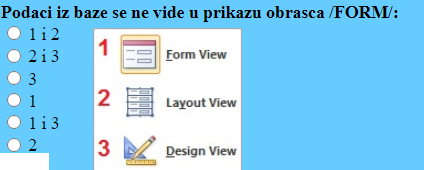 Podaci iz baze se ne vide u prikazu obrasca /FORM/:
1 i 2
2 i 3
3
1
1 i 3
2
1 Form View
2 Layout View
3 Design View